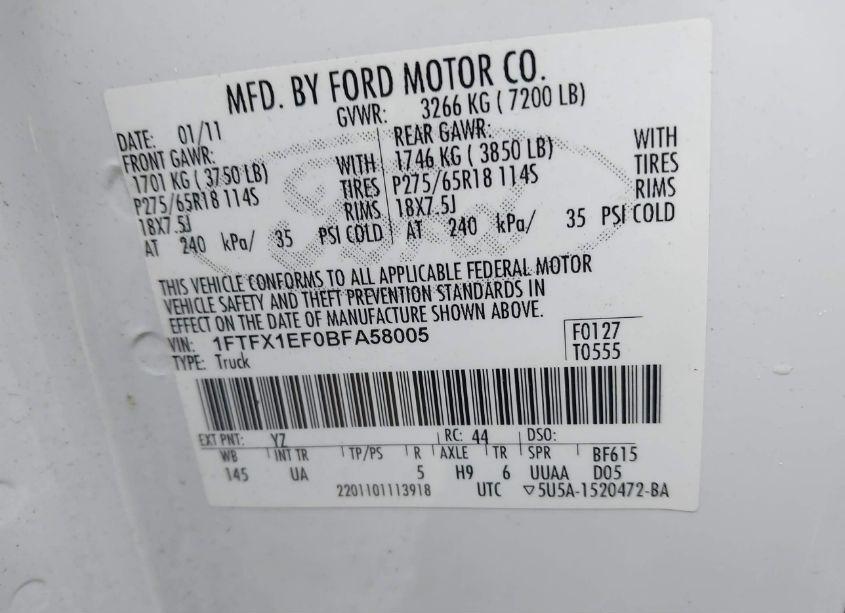 MFD. BY FORD MOTOR CO.
DATE: 01/11 GVWR: 3266 KG ( 7200 LB)
FRONT GAWR: REAR GAWR: WITH
1701 KG ( 3750 LB) WITH 1746 KG ( 3850 LB) TIRES
P275/65R18 114S TIRES P275/65R18 114S RIMS
18X7.5J RIMS 18X7.5J
AT 240 kPa/ 35 PSI COLD AT 240 kPa/ 35 PSI COLD
THIS VEHICLE CONFORMS TO ALL APPLICABLE FEDERAL MOTOR
VEHICLE SAFETY AND THEFT PREVENTION STANDARDS IN
EFFECT ON THE DATE OF MANUFACTURE SHOWN ABOVE.
VIN: 1FTFX1EF0BFA58005 F0127
TYPE: Truck T0555
EXT PNT: YZ RC: 44 DSO:
WB INT TR TP/PS R AXLE TR SPR BF615
145 UA 5 H9 6 UUAA D05
2201101113918 UTC ▽5U5A-1520472-BA